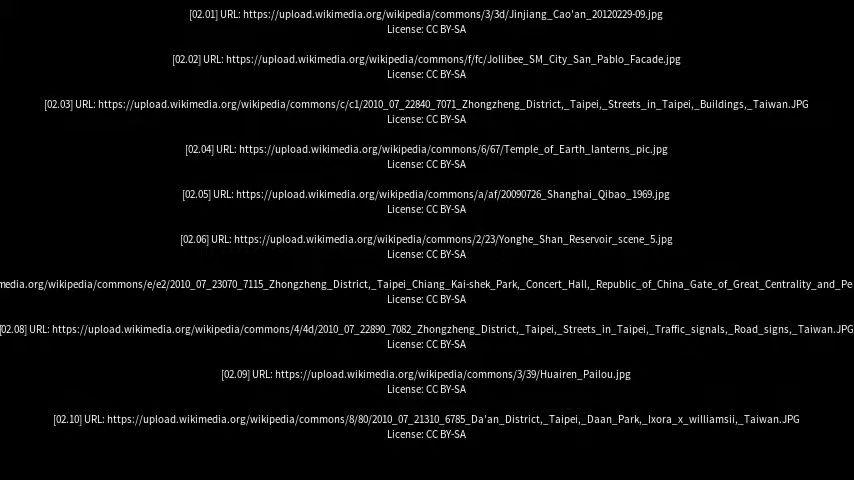 [02.01] URL: https://upload.wikimedia.org/wikipedia/commons/3/3d/Jinjiang_Cao'an_20120229-09.jpg
License: CC BY-SA
[02.02] URL: https://upload.wikimedia.org/wikipedia/commons/f/fc/Jollibee_SM_City_San_Pablo_Facade.jpg
License: CC BY-SA
[02.03] URL: https://upload.wikimedia.org/wikipedia/commons/c/c1/2010_07_22840_7071_Zhongzheng_District,_Taipei,_Streets_in_Taipei,_Buildings,_Taiwan.JPG
License: CC BY-SA
[02.04] URL: https://upload.wikimedia.org/wikipedia/commons/6/67/Temple_of_Earth_lanterns_pic.jpg
License: CC BY-SA
[02.05] URL: https://upload.wikimedia.org/wikipedia/commons/a/af/20090726_Shanghai_Qibao_1969.jpg
License: CC BY-SA
[02.06] URL: https://upload.wikimedia.org/wikipedia/commons/2/23/Yonghe_Shan_Reservoir_scene_5.jpg
License: CC BY-SA
media.org/wikipedia/commons/e/e2/2010_07_23070_7115_Zhongzheng_District,_Taipei_Chiang_Kai-shek_Park,_Concert_Hall,_Republic_of_China_Gate_of_Great_Centrality_and_Pe
License: CC BY-SA
[02.08] URL: https://upload.wikimedia.org/wikipedia/commons/4/4d/2010_07_22890_7082_Zhongzheng_District,_Taipei,_Streets_in_Taipei,_Traffic_signals,_Road_signs,_Taiwan.JPG
License: CC BY-SA
[02.09] URL: https://upload.wikimedia.org/wikipedia/commons/3/39/Huairen_Pailou.jpg
License: CC BY-SA
[02.10] URL: https://upload.wikimedia.org/wikipedia/commons/8/80/2010_07_21310_6785_Da'an_District,_Taipei,_Daan_Park,_Ixora_x_williamsii,_Taiwan.JPG
License: CC BY-SA